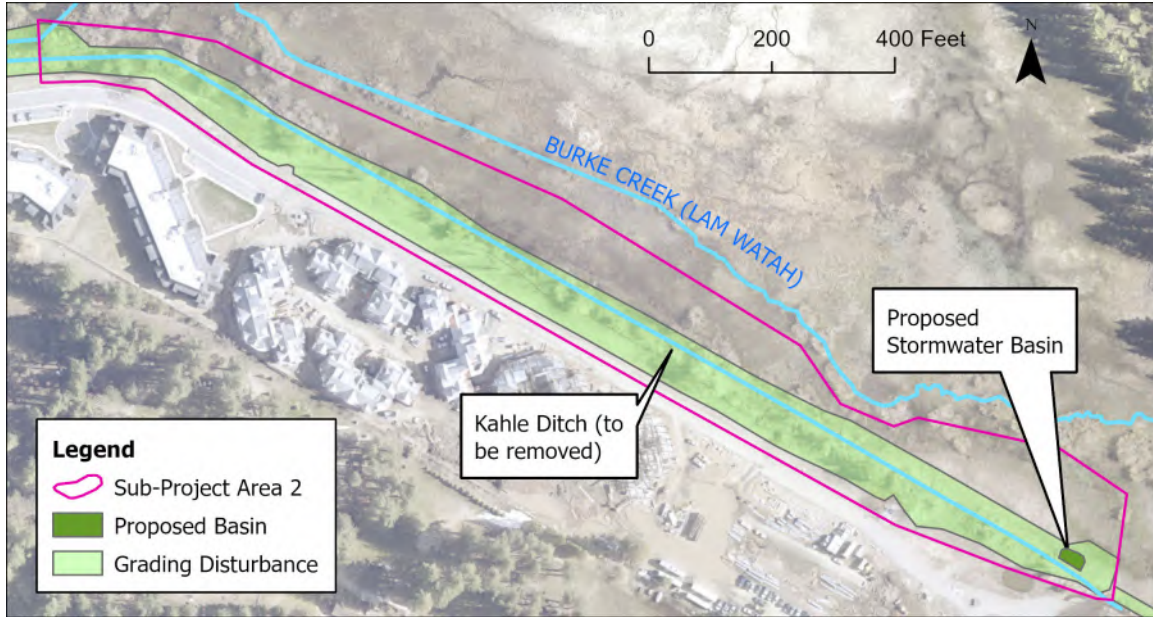 0 200 400 Feet
N
BURKE CREEK (LAM WATAH)
Proposed
Stormwater Basin
Kahle Ditch (to
be removed)
Legend
Sub-Project Area 2
Proposed Basin
Grading Disturbance